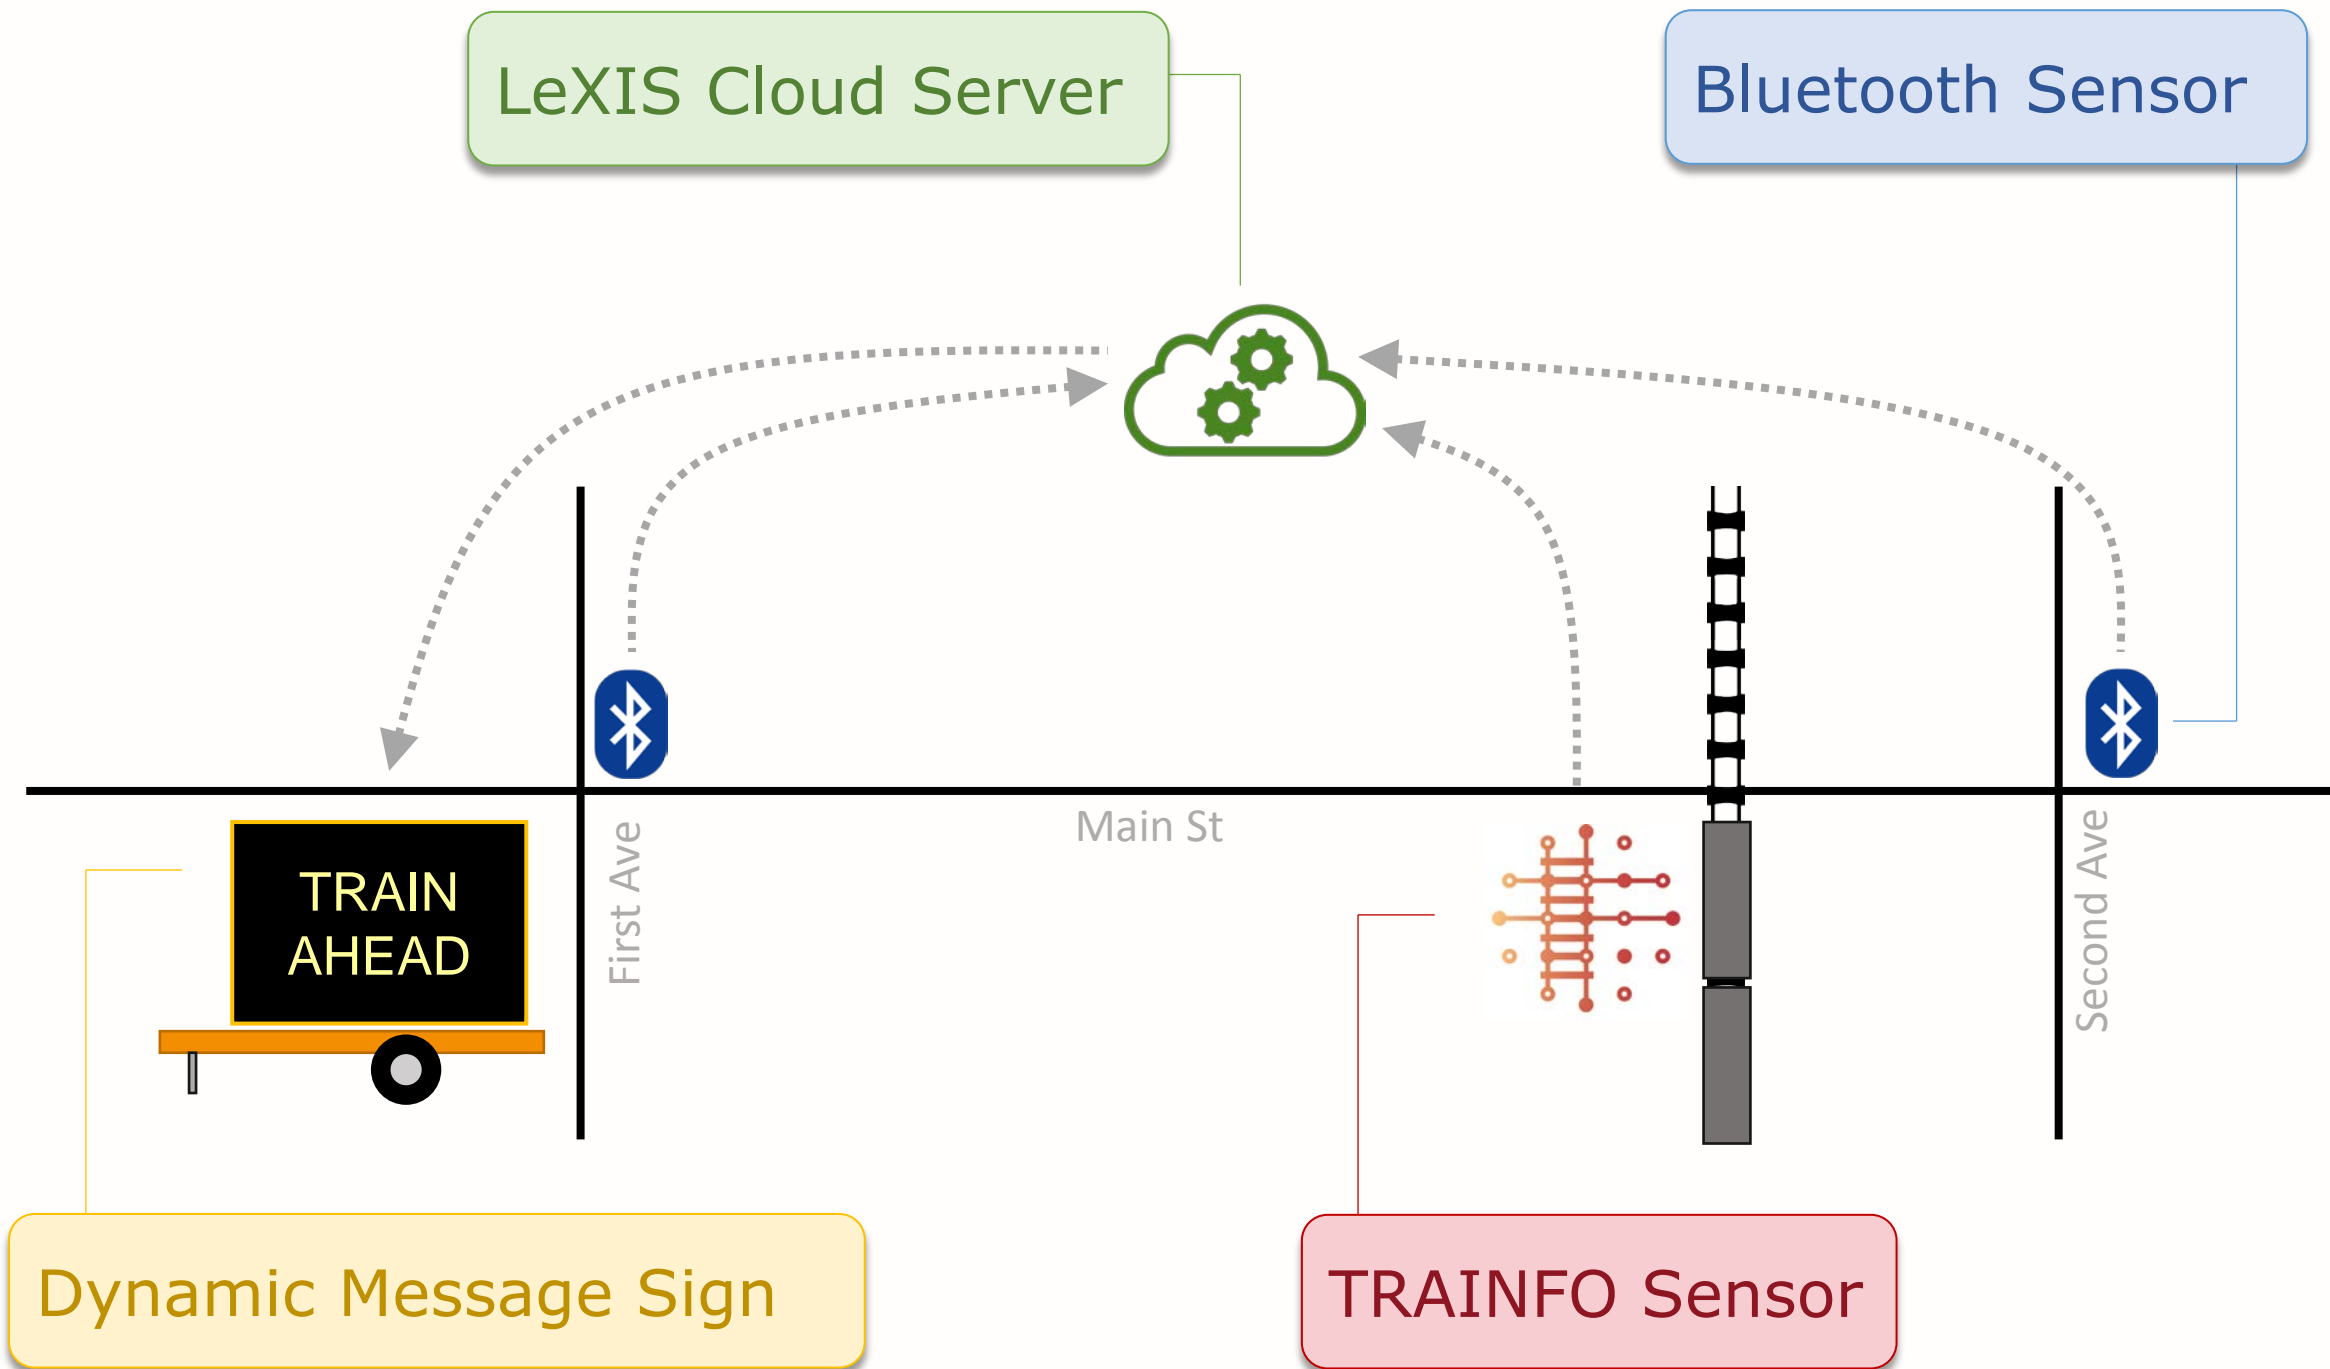 LeXIS Cloud Server
Bluetooth Sensor
Main St
First Ave
Second Ave
TRAIN
AHEAD
Dynamic Message Sign
TRAINFO Sensor